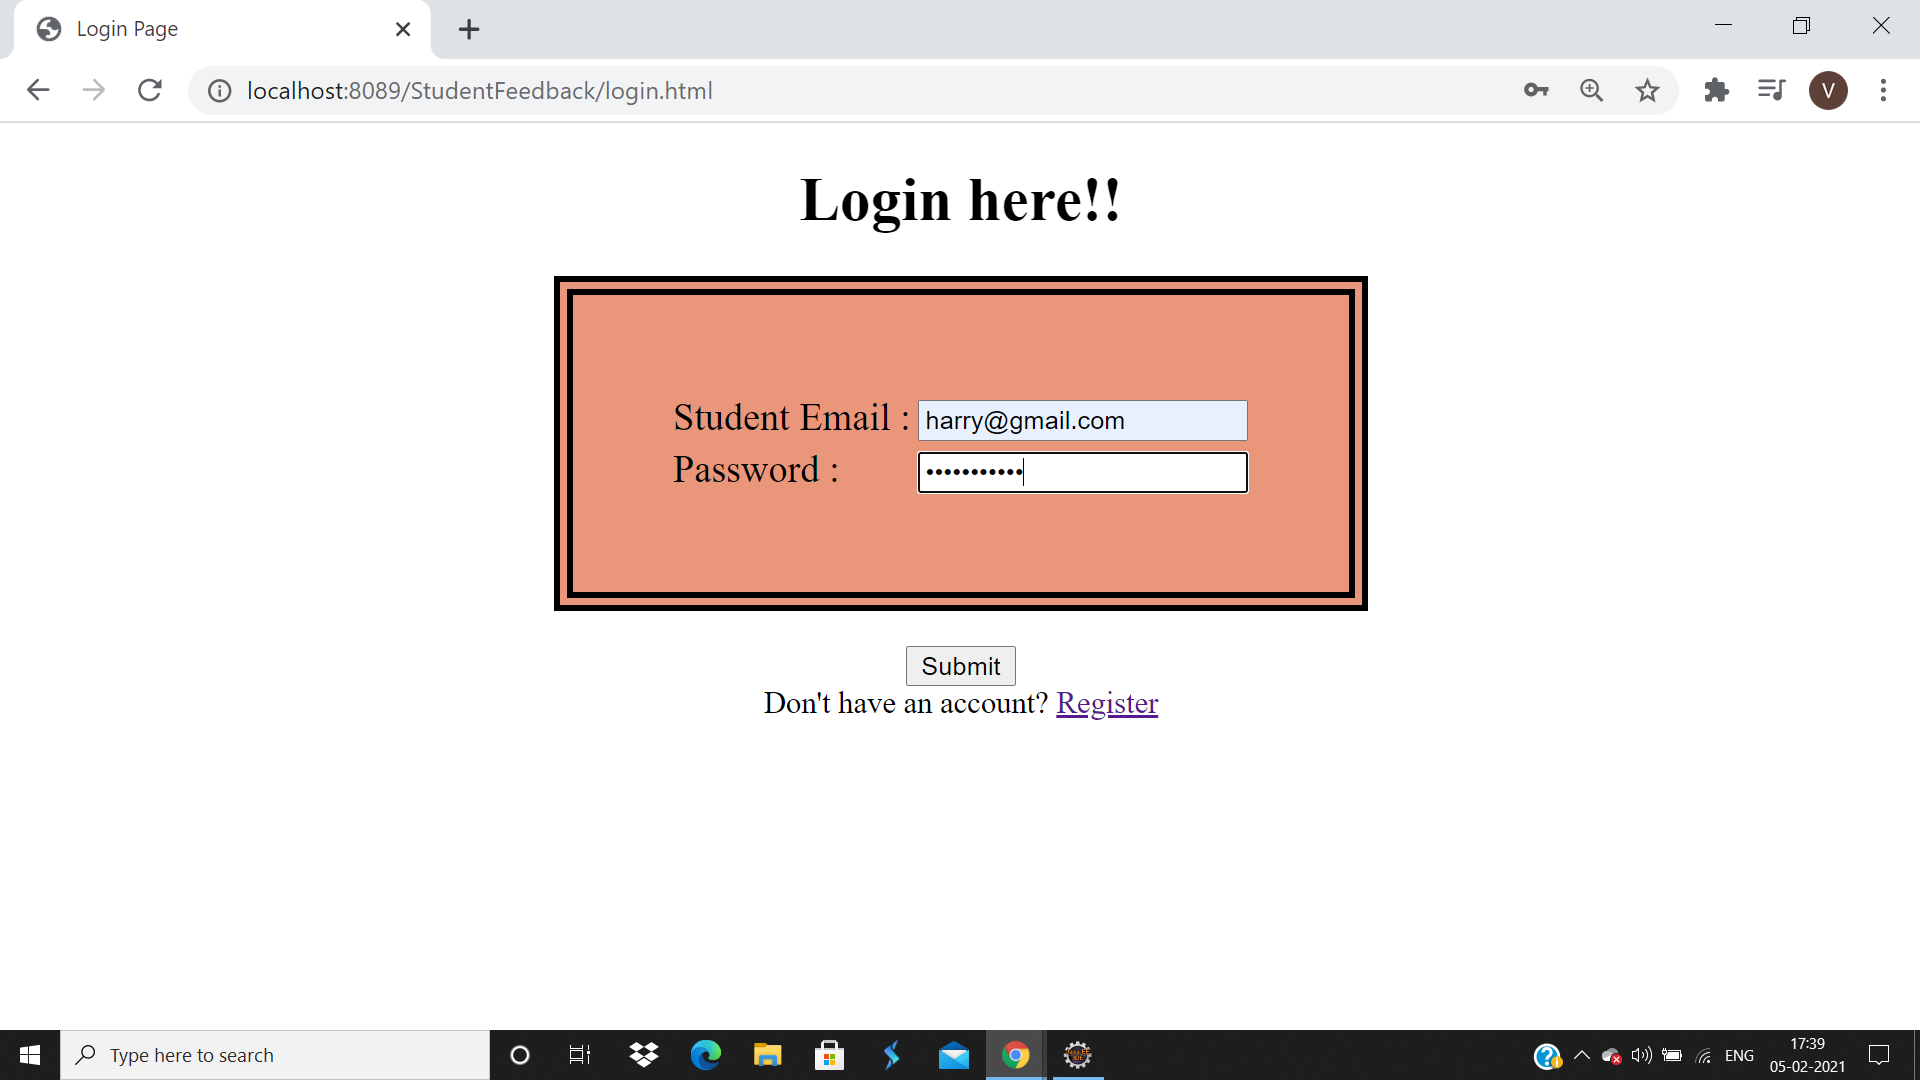 Login Page
localhost:8089/StudentFeedback/login.html
V
Login here!!
Student Email : harry@gmail.com
Password : •••••••••••
Submit
Don't have an account? Register
Type here to search
ENG
17:39
05-02-2021